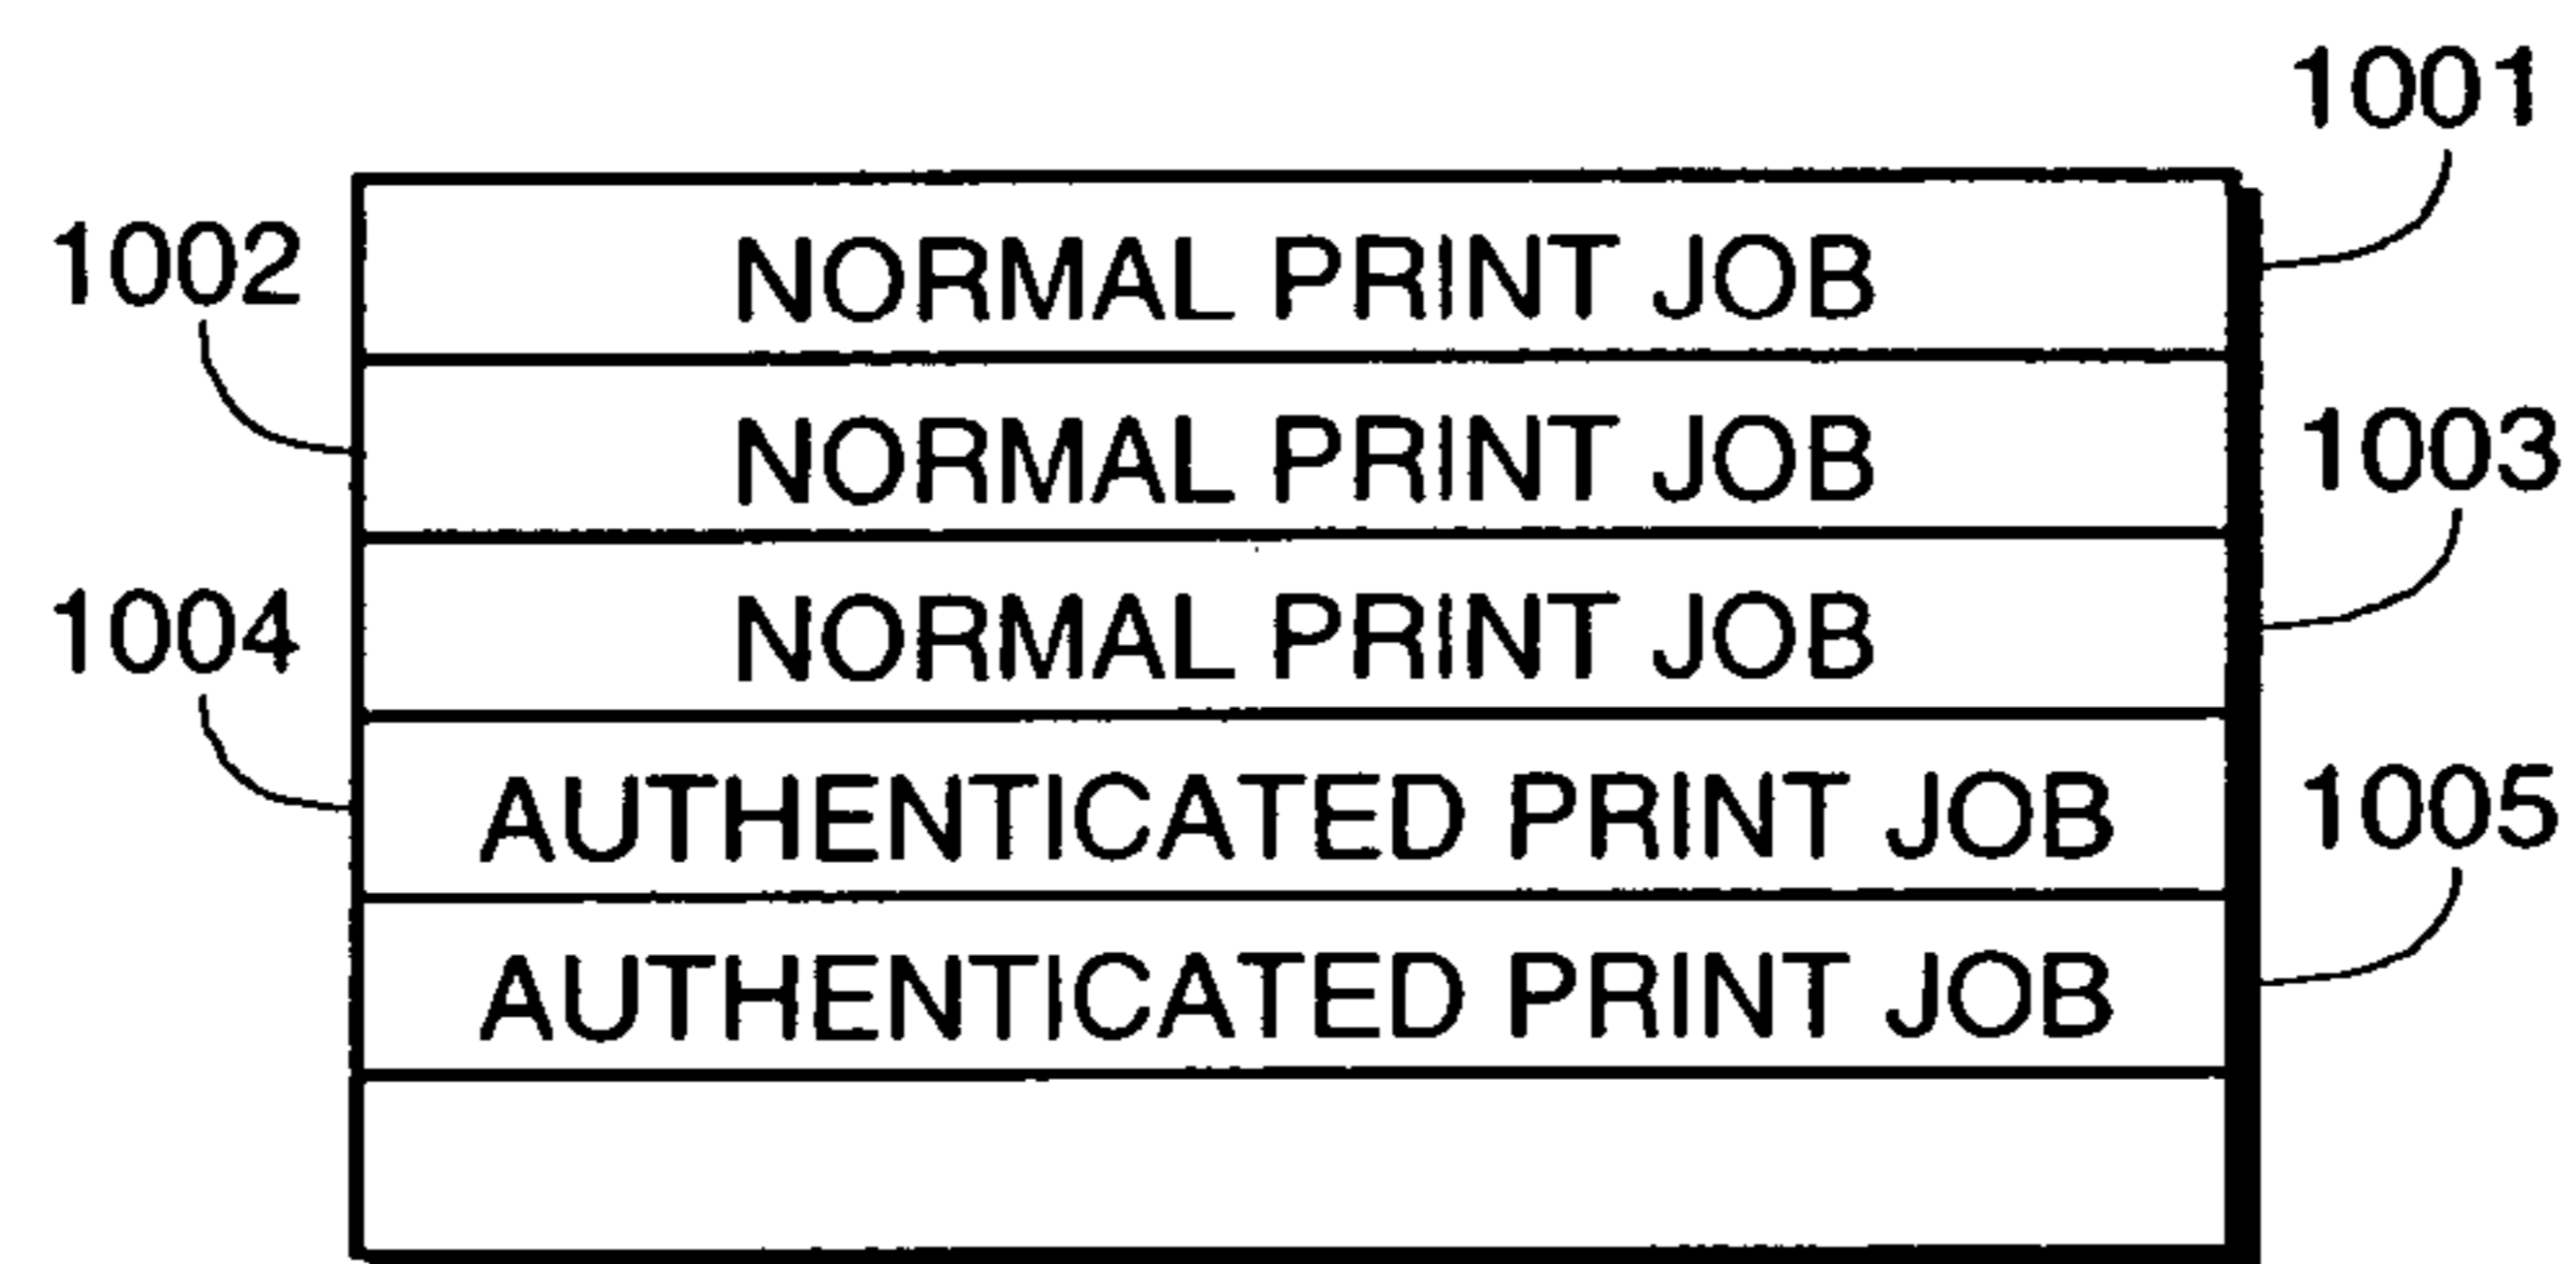 1001
1002
NORMAL PRINT JOB
NORMAL PRINT JOB
1003
NORMAL PRINT JOB
1004
AUTHENTICATED PRINT JOB
1005
AUTHENTICATED PRINT JOB